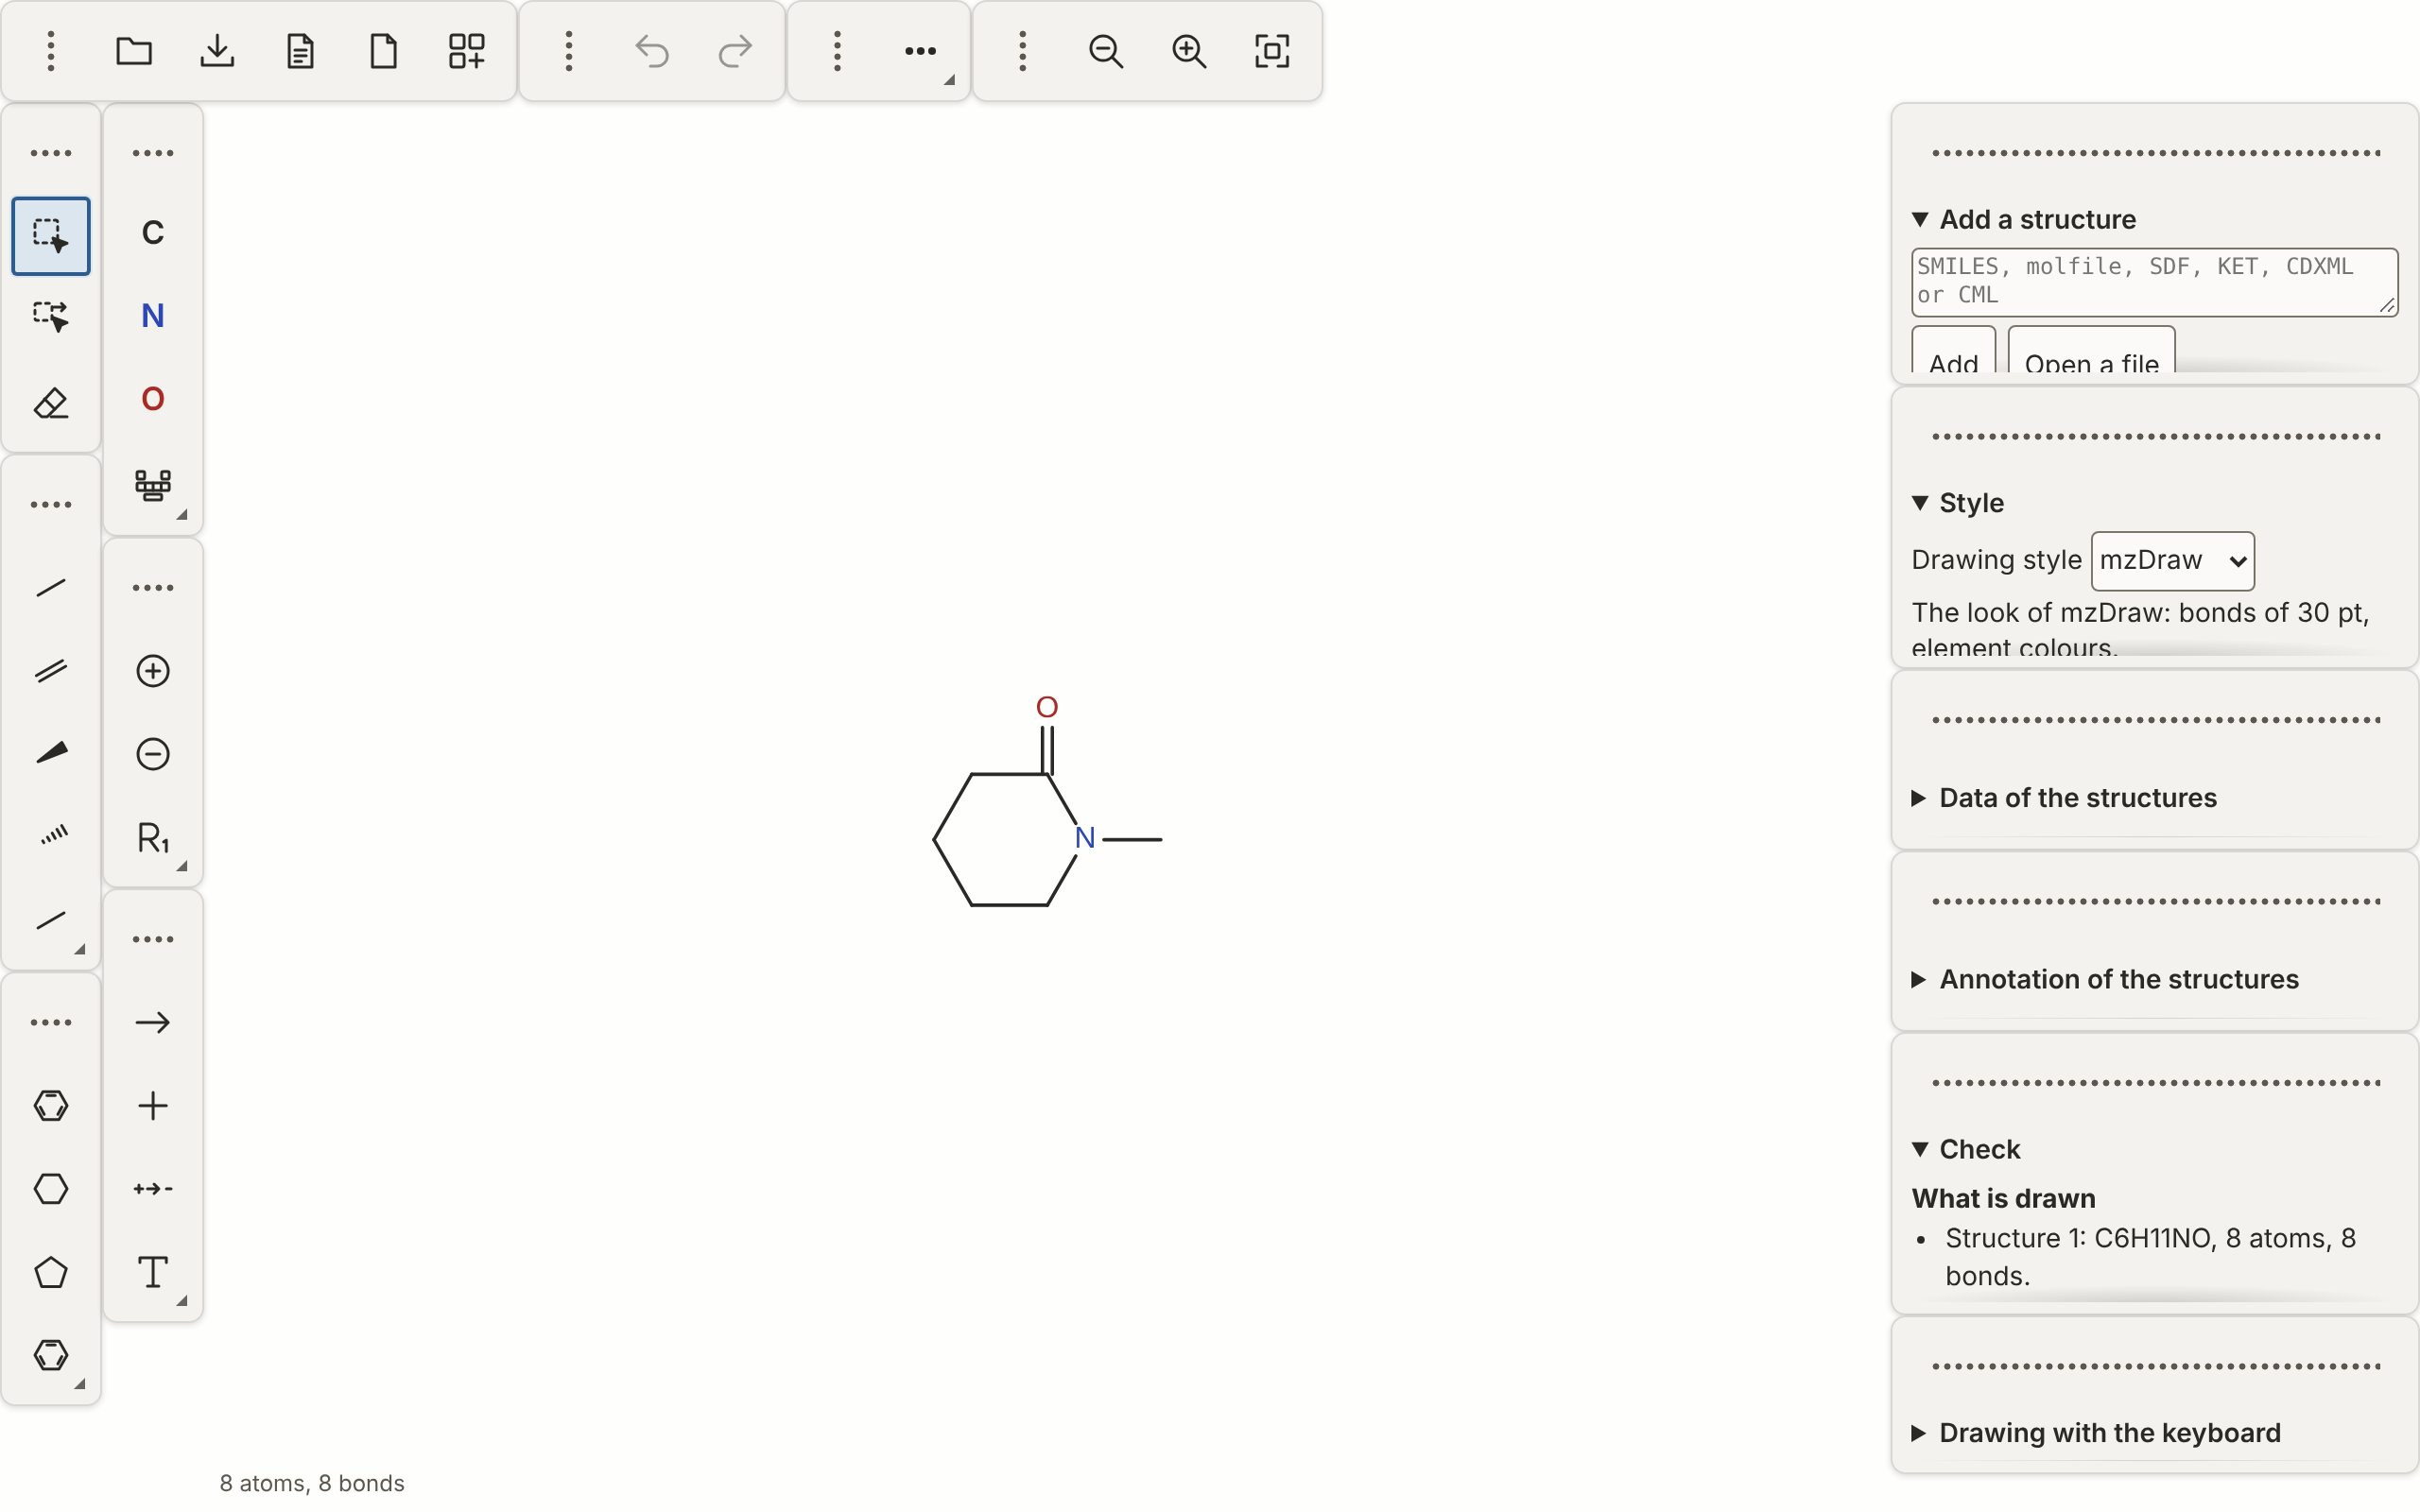 C
N
O
R1
T
O
N
8 atoms, 8 bonds
Add a structure
SMILES, molfile, SDF, KET, CDXML
or CML
Add
Open a file
Style
Drawing style mzDraw
The look of mzDraw: bonds of 30 pt,
element colours.
Data of the structures
Annotation of the structures
Check
What is drawn
• Structure 1: C6H11NO, 8 atoms, 8
bonds.
Drawing with the keyboard